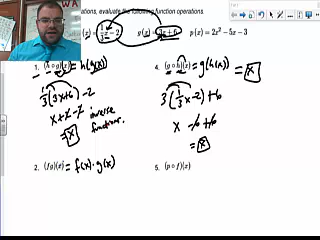 ations, evaluate the following function operations.
(x) = 1/3 x - 2   g(x) = 3x + 6   p(x) = 2x² - 5x - 3
1. (h∘g)(x) = h(g(x))
1/3(3x+6) - 2
x + 2 - 2
= x
inverse
functions.
4. (g∘h)(x) = g(h(x)) = x
3(1/3 x - 2) + 6
x - 6 + 6
= x
2. (fg)(x) = f(x)·g(x)
5. (p∘f)(x)